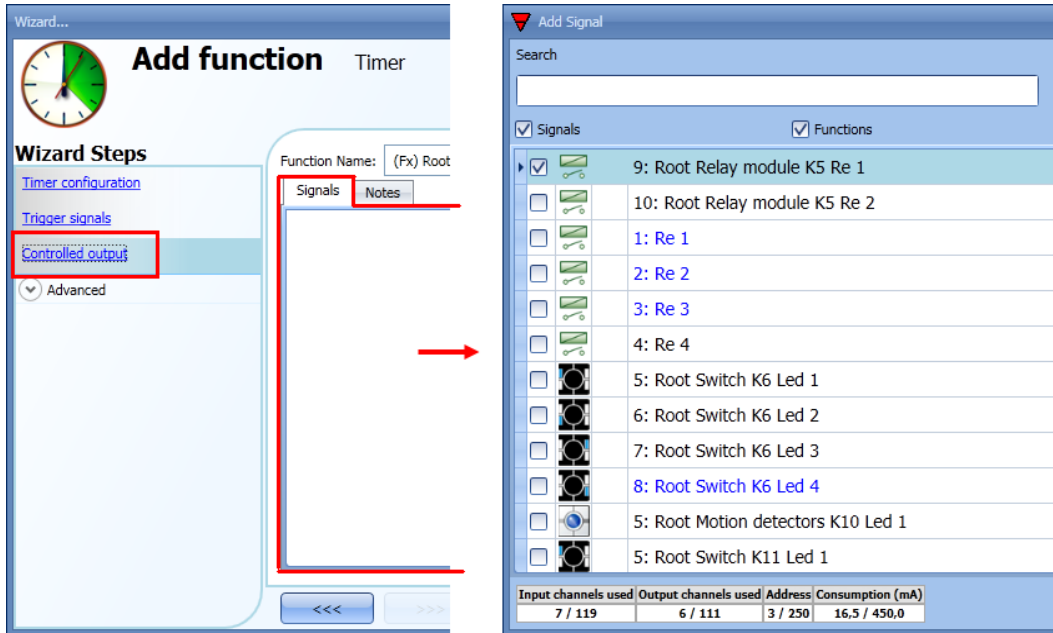 Wizard...
Add function Timer
Wizard Steps
Timer configuration
Trigger signals
Controlled output
Advanced
Function Name: (Fx) Root
Signals Notes
<<< >>>
Add Signal
Search
Signals Functions
9: Root Relay module K5 Re 1
10: Root Relay module K5 Re 2
1: Re 1
2: Re 2
3: Re 3
4: Re 4
5: Root Switch K6 Led 1
6: Root Switch K6 Led 2
7: Root Switch K6 Led 3
8: Root Switch K6 Led 4
5: Root Motion detectors K10 Led 1
5: Root Switch K11 Led 1
Input channels used Output channels used Address Consumption (mA)
7 / 119 6 / 111 3 / 250 16,5 / 450,0